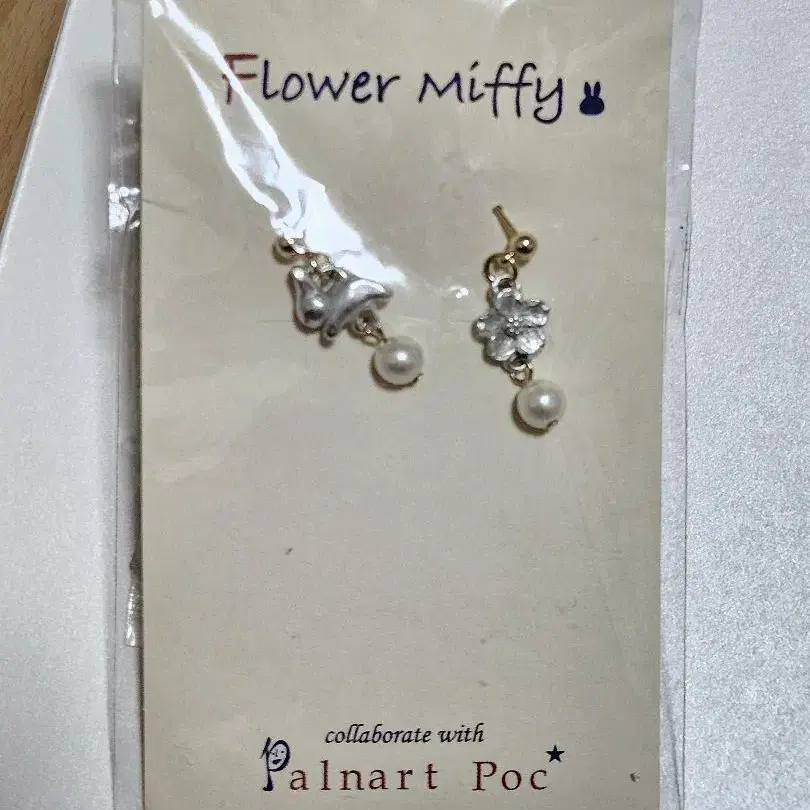 Flower Miffy
collaborate with
Palnart Poc★